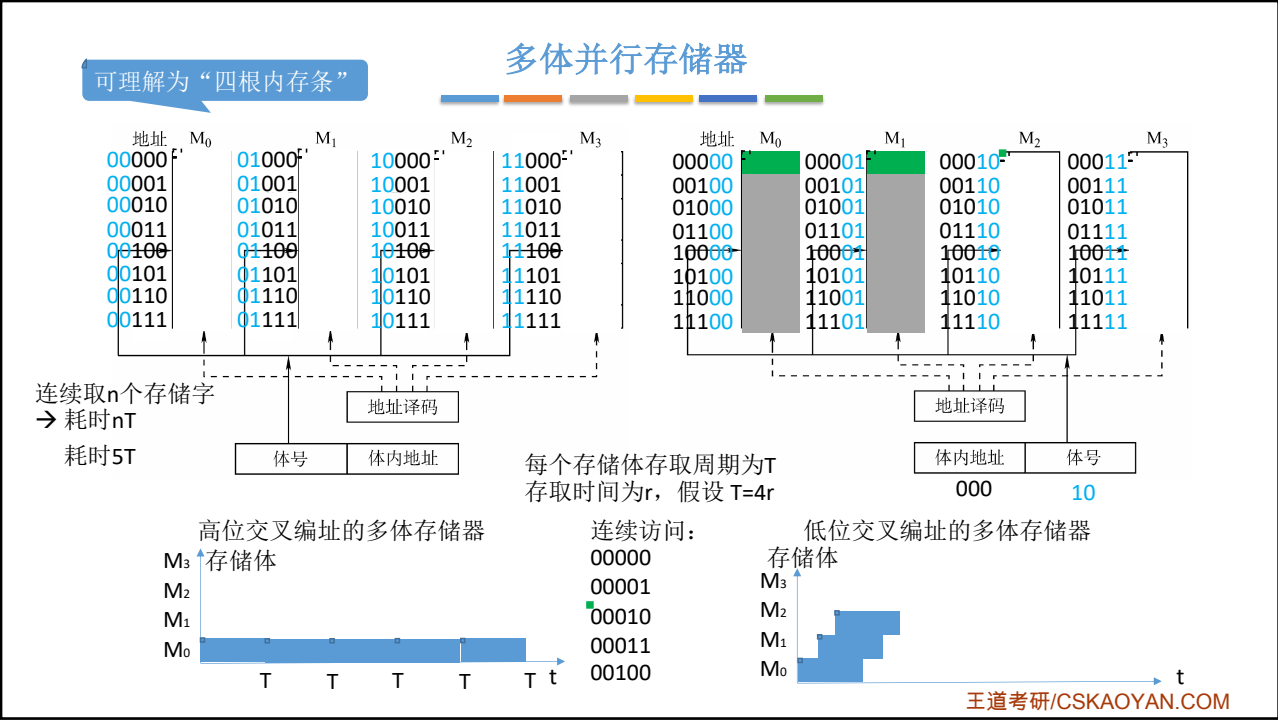 多体并行存储器
可理解为“四根内存条”
地址 M0 M1 M2 M3
00000 01000 10000 11000
00001 01001 10001 11001
00010 01010 10010 11010
00011 01011 10011 11011
00100 01100 10100 11100
00101 01101 10101 11101
00110 01110 10110 11110
00111 01111 10111 11111
地址译码
体号 体内地址
连续取n个存储字
→ 耗时nT
耗时5T
地址 M0 M1 M2 M3
00000 00001 00010 00011
00100 00101 00110 00111
01000 01001 01010 01011
01100 01101 01110 01111
10000 10001 10010 10011
10100 10101 10110 10111
11000 11001 11010 11011
11100 11101 11110 11111
地址译码
体内地址 体号
000 10
每个存储体存取周期为T
存取时间为r，假设 T=4r
高位交叉编址的多体存储器
存储体
M3
M2
M1
M0
T T T T T t
连续访问：
00000
00001
00010
00011
00100
低位交叉编址的多体存储器
存储体
M3
M2
M1
M0
t
王道考研/CSKAOYAN.COM